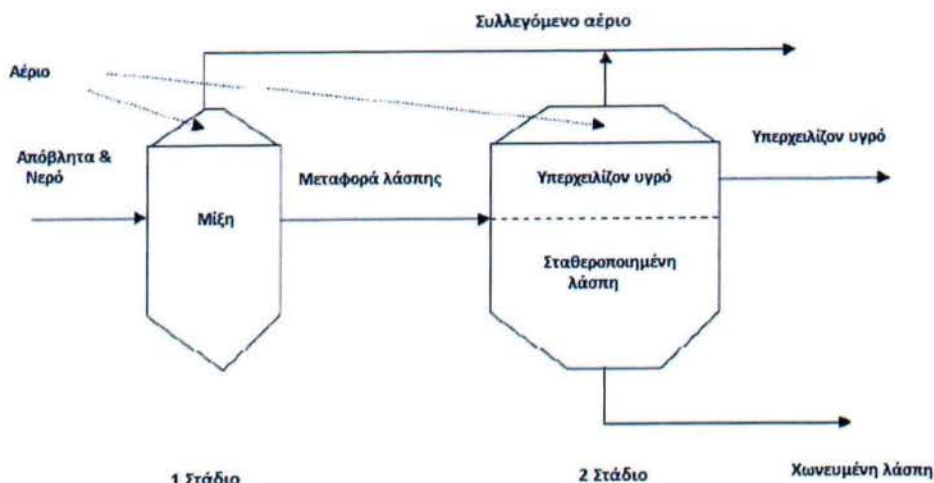 Συλλεγόμενο αέριο
Αέριο
Απόβλητα &
Νερό
Μεταφορά λάσπης
Μίξη
Υπερχειλίζον υγρό
Υπερχειλίζον υγρό
Σταθεροποιημένη
λάσπη
1 Στάδιο
2 Στάδιο
Χωνευμένη λάσπη